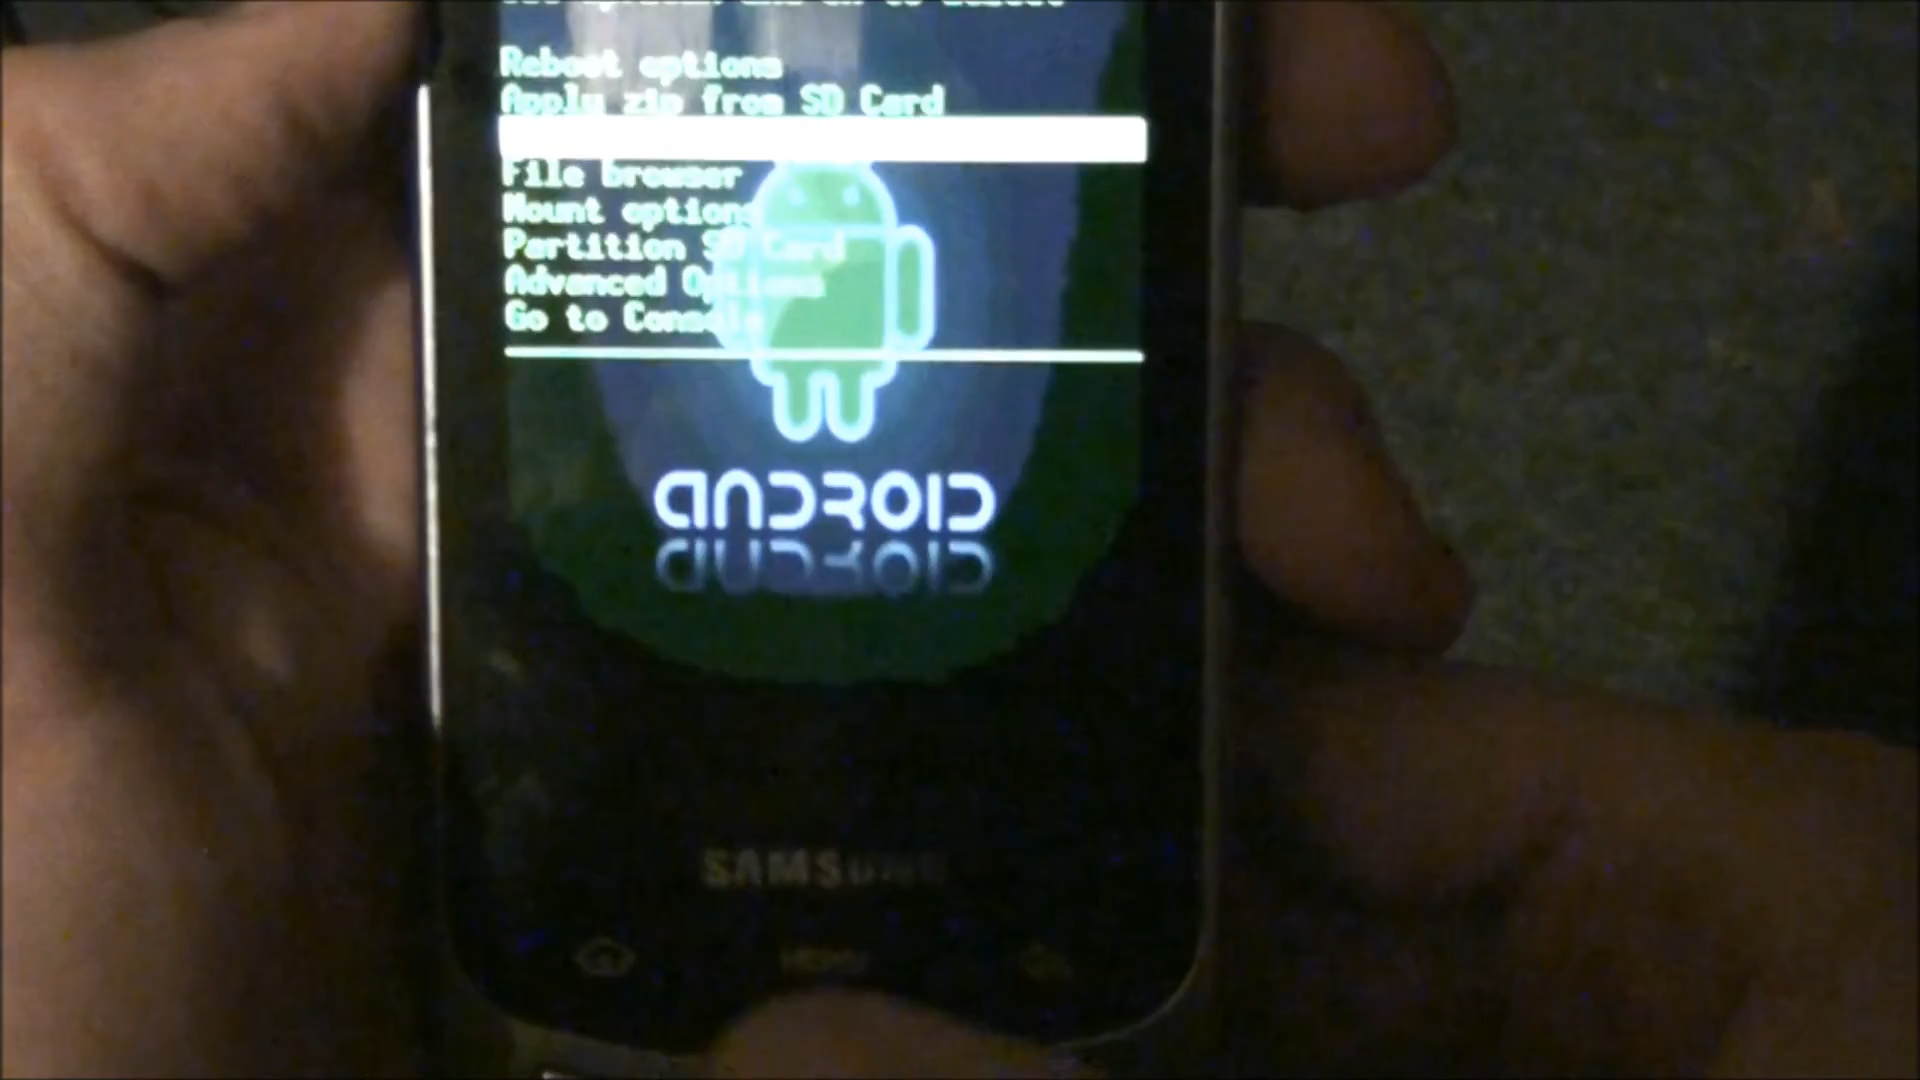 Reboot options
Apply zip from SD Card
File browser
Mount options
Partition SD Card
Advanced Options
Go to Console
ANDROID
SAMSUNG